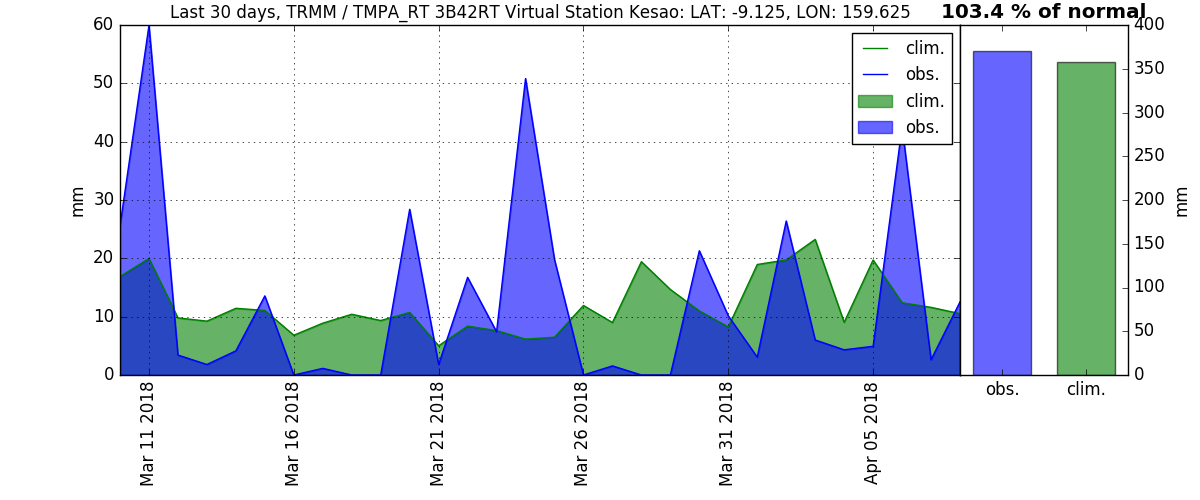 Last 30 days, TRMM / TMPA_RT 3B42RT Virtual Station Kesao: LAT: -9.125, LON: 159.625
103.4 % of normal
60
50
40
30
20
10
0
mm
clim.
obs.
clim.
obs.
Mar 11 2018
Mar 16 2018
Mar 21 2018
Mar 26 2018
Mar 31 2018
Apr 05 2018
400
350
300
250
200
150
100
50
0
mm
obs.
clim.